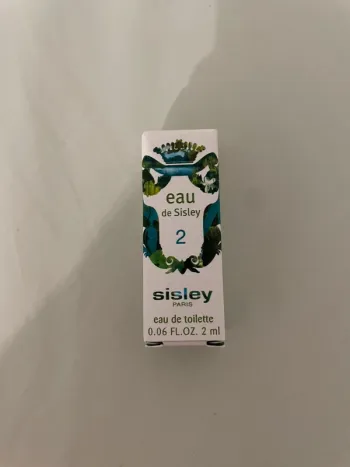 eau
de Sisley
2
sisley
PARIS
eau de toilette
0.06 FL.OZ. 2 ml